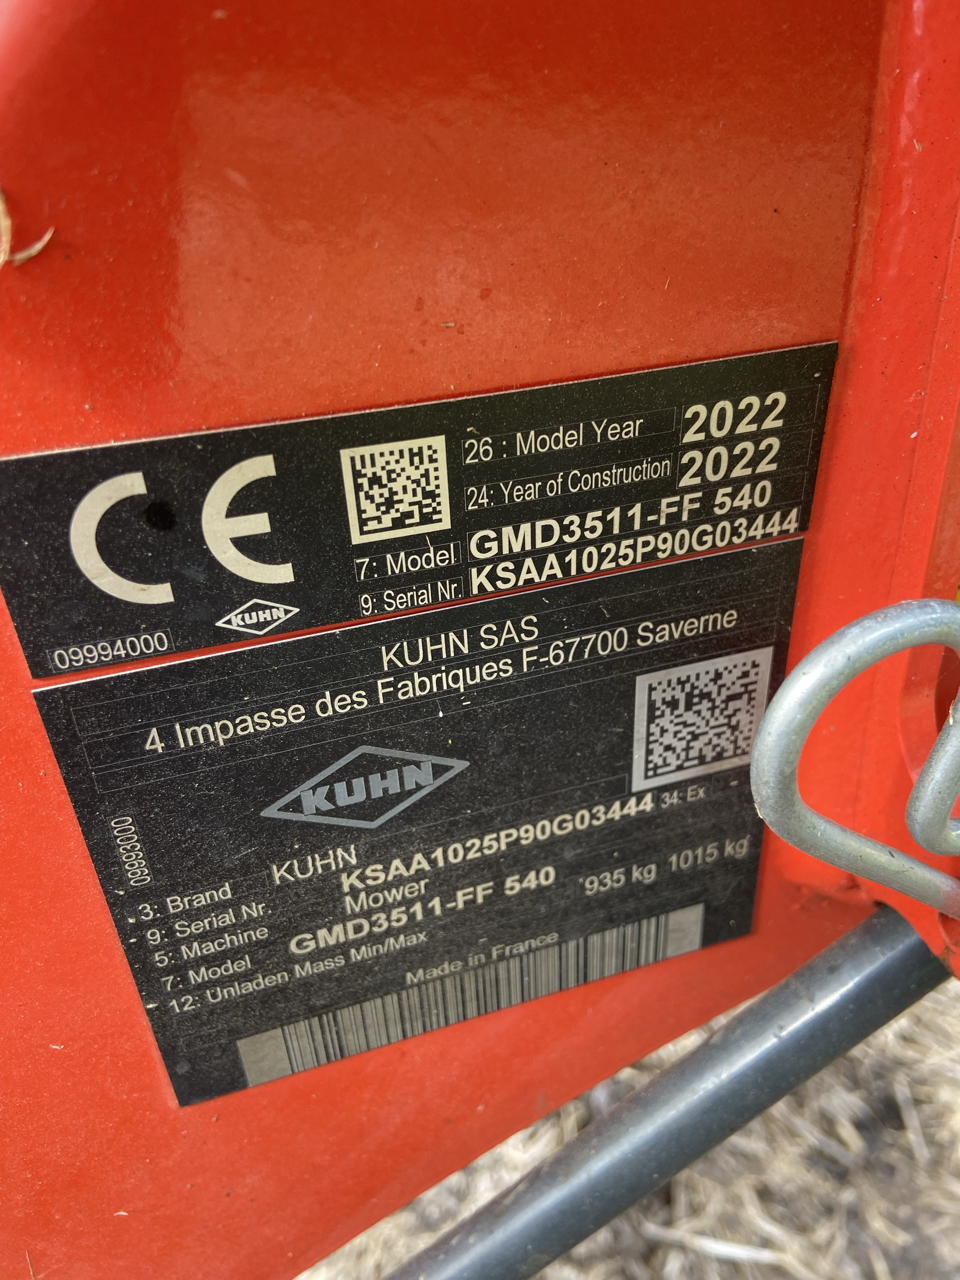 CE
26 : Model Year 2022
24: Year of Construction 2022
7: Model GMD3511-FF 540
9: Serial Nr. KSAA1025P90G03444
KUHN
09994000
KUHN SAS
4 Impasse des Fabriques F-67700 Saverne
KUHN
09993000
34: Ex
3: Brand KUHN
9: Serial Nr. KSAA1025P90G03444
5: Machine Mower
7: Model GMD3511-FF 540
12: Unladen Mass Min/Max 935 kg 1015 kg
Made in France